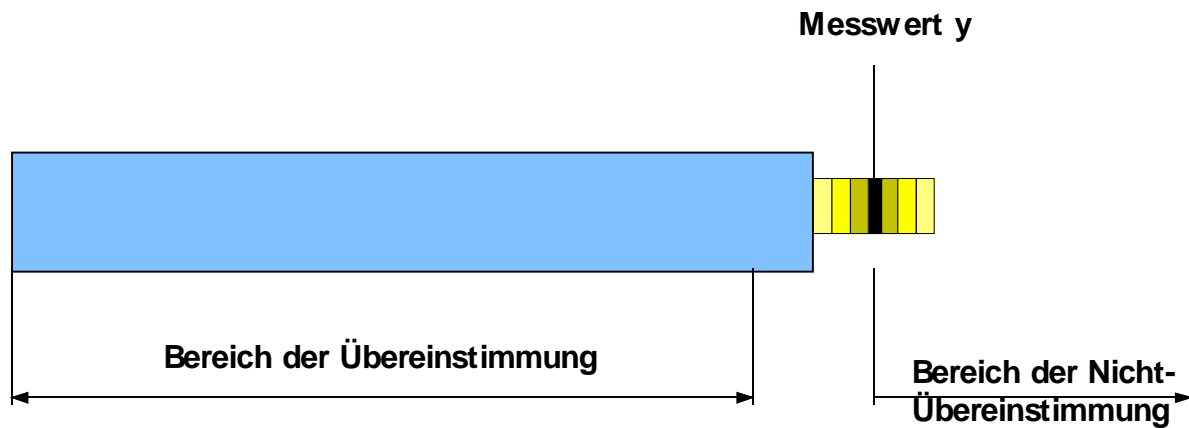 Messwert y
Bereich der Übereinstimmung
Bereich der Nicht-
Übereinstimmung